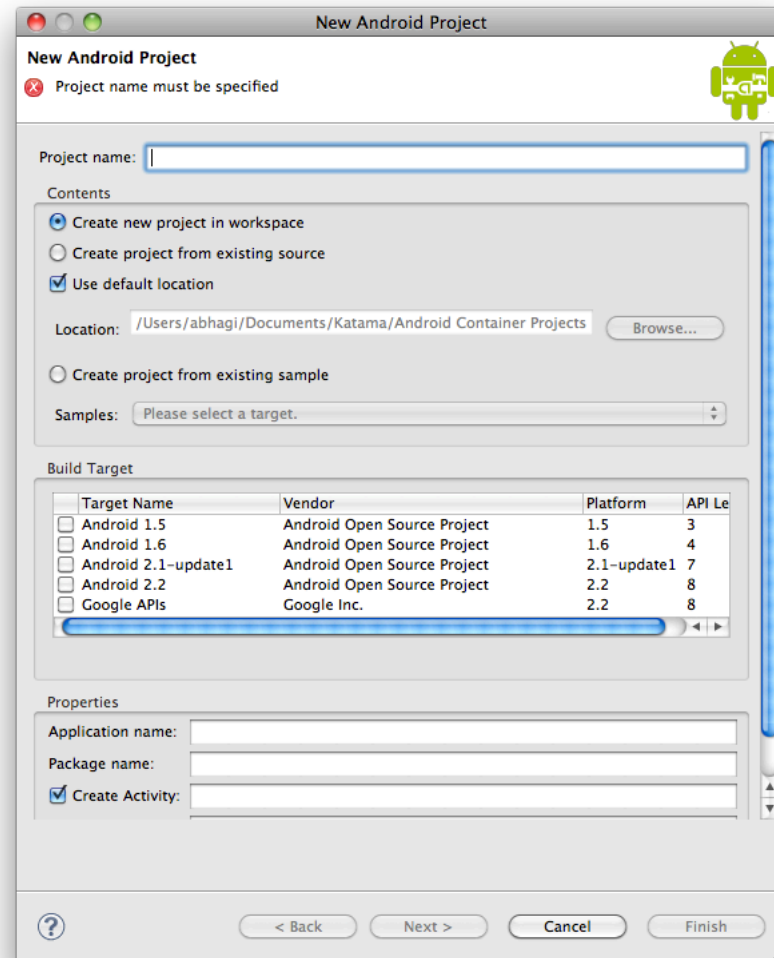 New Android Project
New Android Project
Project name must be specified
Project name:
Contents
Create new project in workspace
Create project from existing source
Use default location
Location: /Users/abhagi/Documents/Katama/Android Container Projects Browse...
Create project from existing sample
Samples: Please select a target.
Build Target
Target Name Vendor Platform API Le
Android 1.5 Android Open Source Project 1.5 3
Android 1.6 Android Open Source Project 1.6 4
Android 2.1-update1 Android Open Source Project 2.1-update1 7
Android 2.2 Android Open Source Project 2.2 8
Google APIs Google Inc. 2.2 8
Properties
Application name:
Package name:
Create Activity:
? < Back Next > Cancel Finish